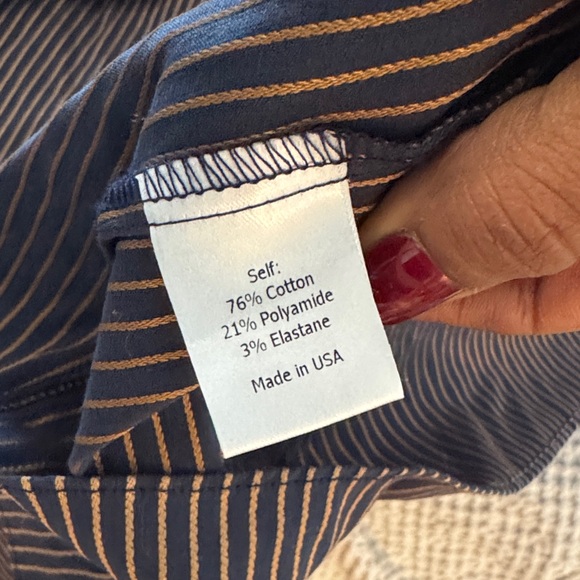 Self:
76% Cotton
21% Polyamide
3% Elastane
Made in USA